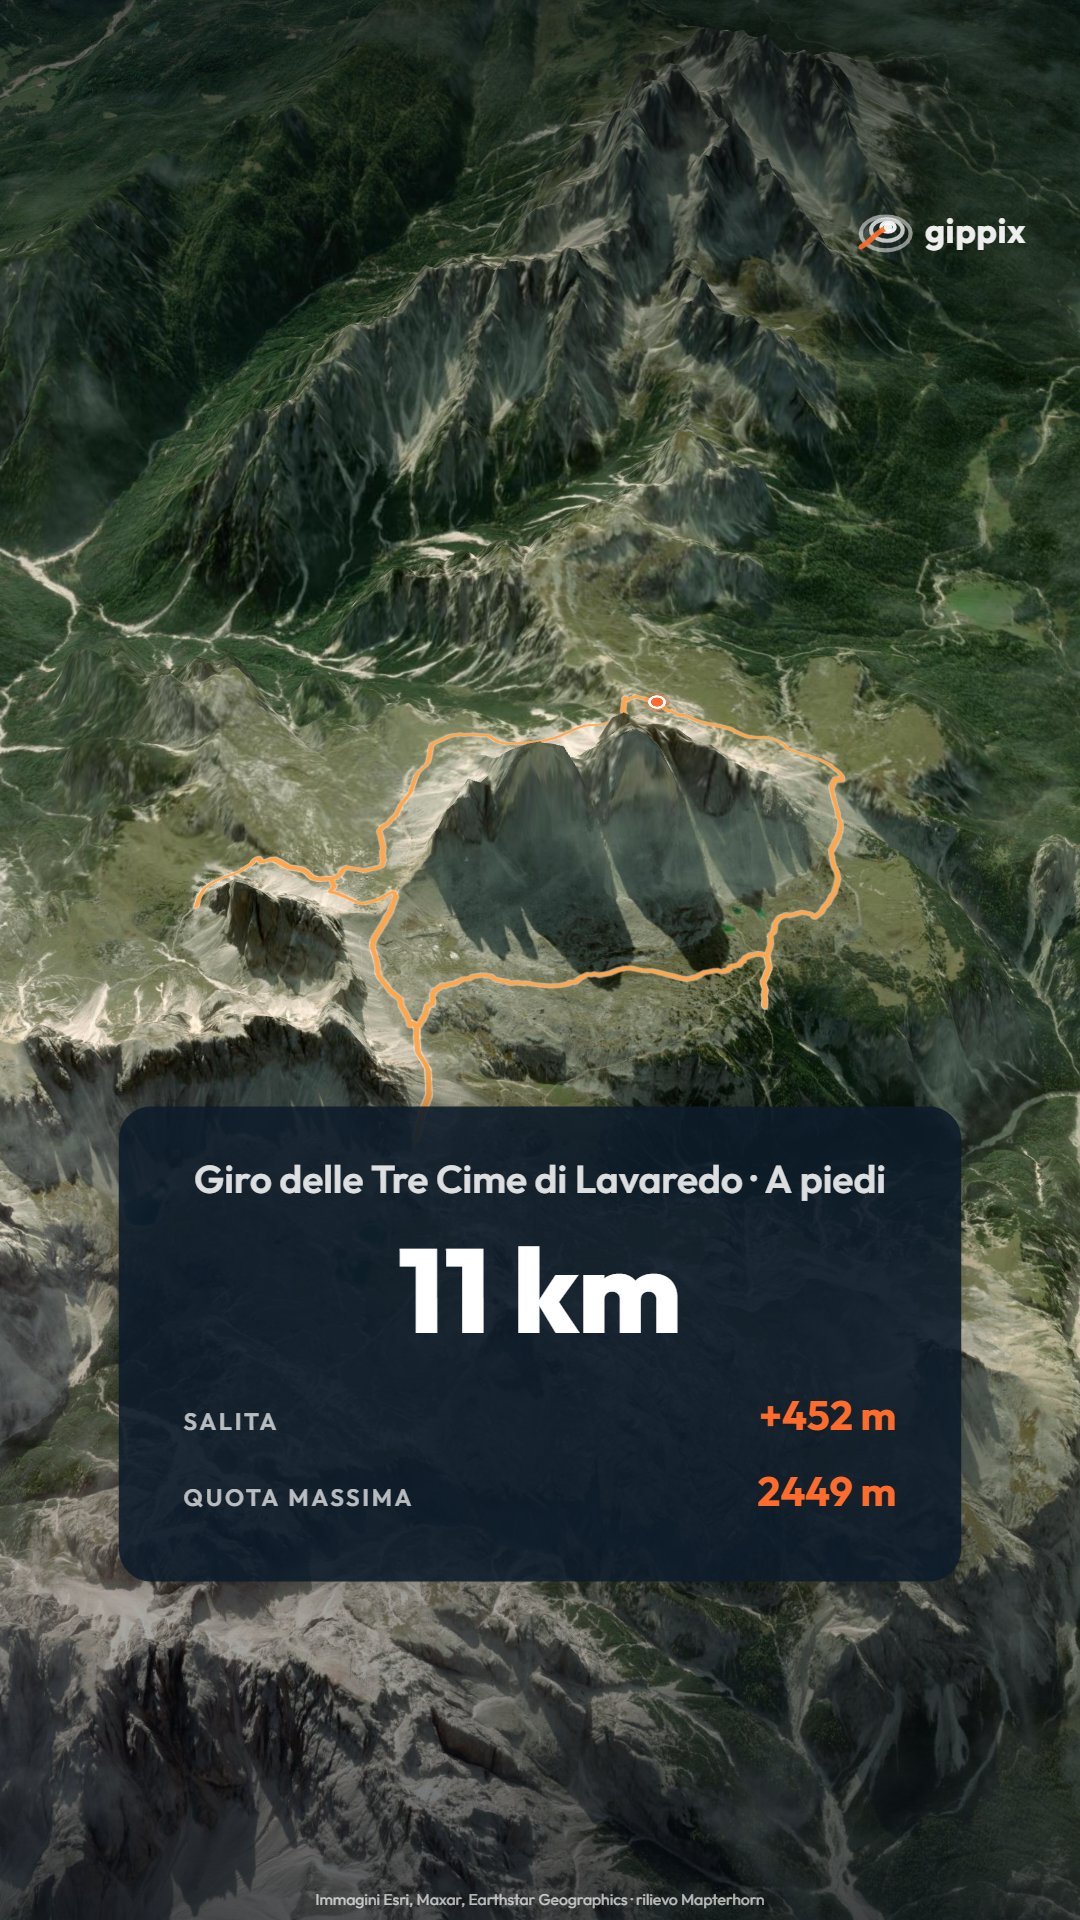 gippix
Giro delle Tre Cime di Lavaredo · A piedi
11 km
SALITA +452 m
QUOTA MASSIMA 2449 m
Immagini Esri, Maxar, Earthstar Geographics · rilievo Mapterhorn